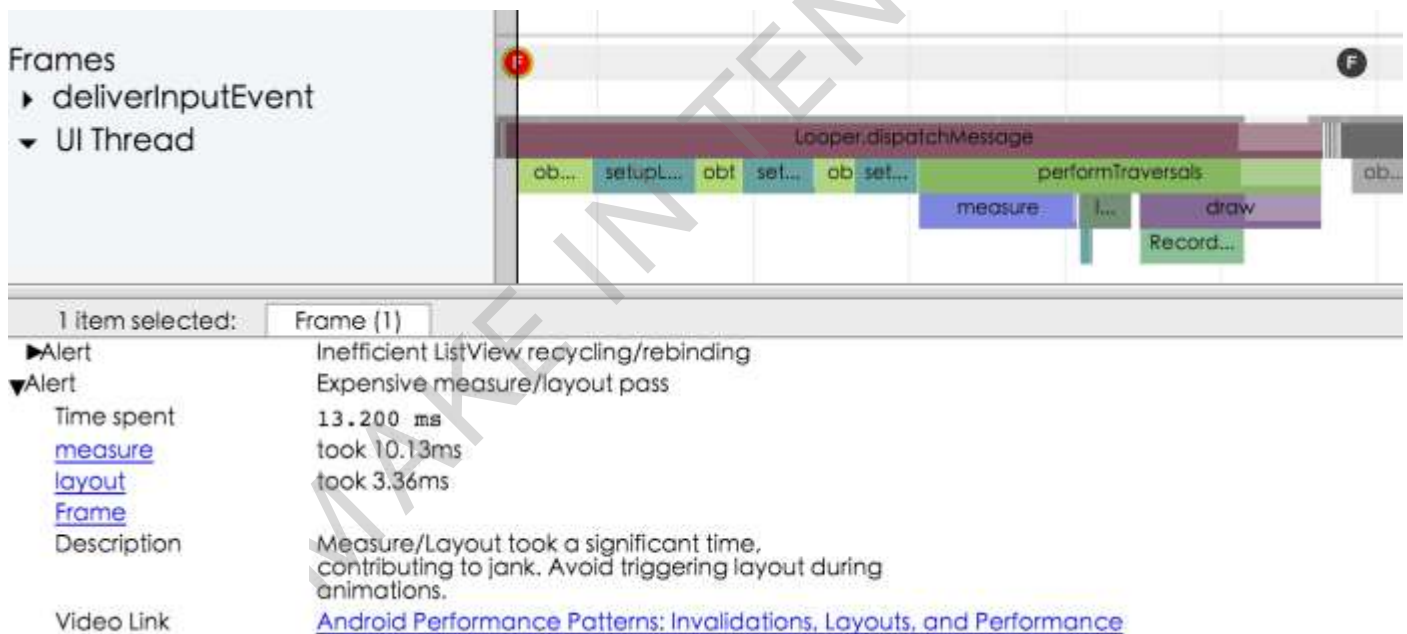 Frames
F
F
▸ deliverInputEvent
▾ UI Thread
Looper.dispatchMessage
ob... setupL... obt set... ob set... performTraversals ob...
measure l... draw
Record...
1 item selected: Frame (1)
▶Alert Inefficient ListView recycling/rebinding
▼Alert Expensive measure/layout pass
Time spent 13.200 ms
measure took 10.13ms
layout took 3.36ms
Frame
Description Measure/Layout took a significant time,
contributing to jank. Avoid triggering layout during
animations.
Video Link Android Performance Patterns: Invalidations, Layouts, and Performance
MAKE INTEN